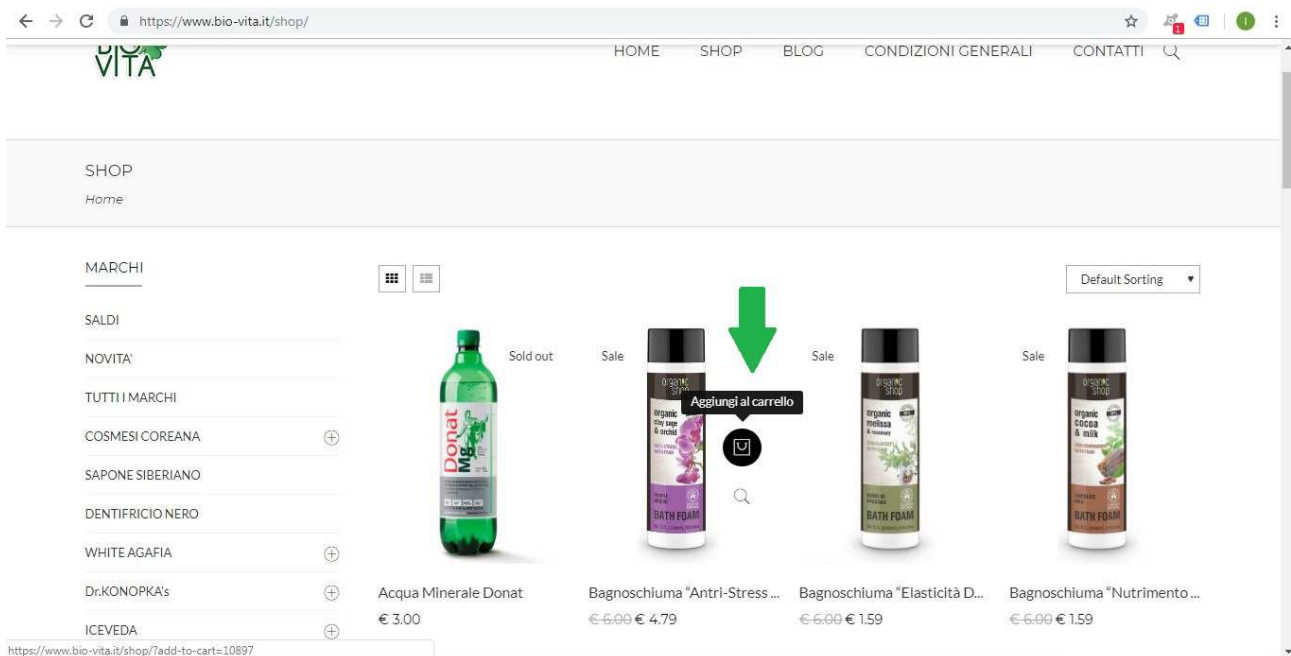 https://www.bio-vita.it/shop/
1
I
BIO
VITA
HOME SHOP BLOG CONDIZIONI GENERALI CONTATTI
SHOP
Home
MARCHI
Default Sorting
SALDI
NOVITA'
TUTTI I MARCHI
COSMESI COREANA
SAPONE SIBERIANO
DENTIFRICIO NERO
WHITE AGAFIA
Dr.KONOPKA's
ICEVEDA
Sold out
Donat
Mg
Acqua Minerale Donat
€ 3.00
Sale
organic
shop
Aggiungi al carrello
organic
clay sage
& orchid
BATH FOAM
Bagnoschiuma “Antri-Stress ...
€ 6.00 € 4.79
Sale
organic
shop
organic
melissa
& rosemary
BATH FOAM
Bagnoschiuma “Elasticità D...
€ 6.00 € 1.59
Sale
organic
shop
organic
cocoa
& milk
BATH FOAM
Bagnoschiuma “Nutrimento ...
€ 6.00 € 1.59
https://www.bio-vita.it/shop/?add-to-cart=10897